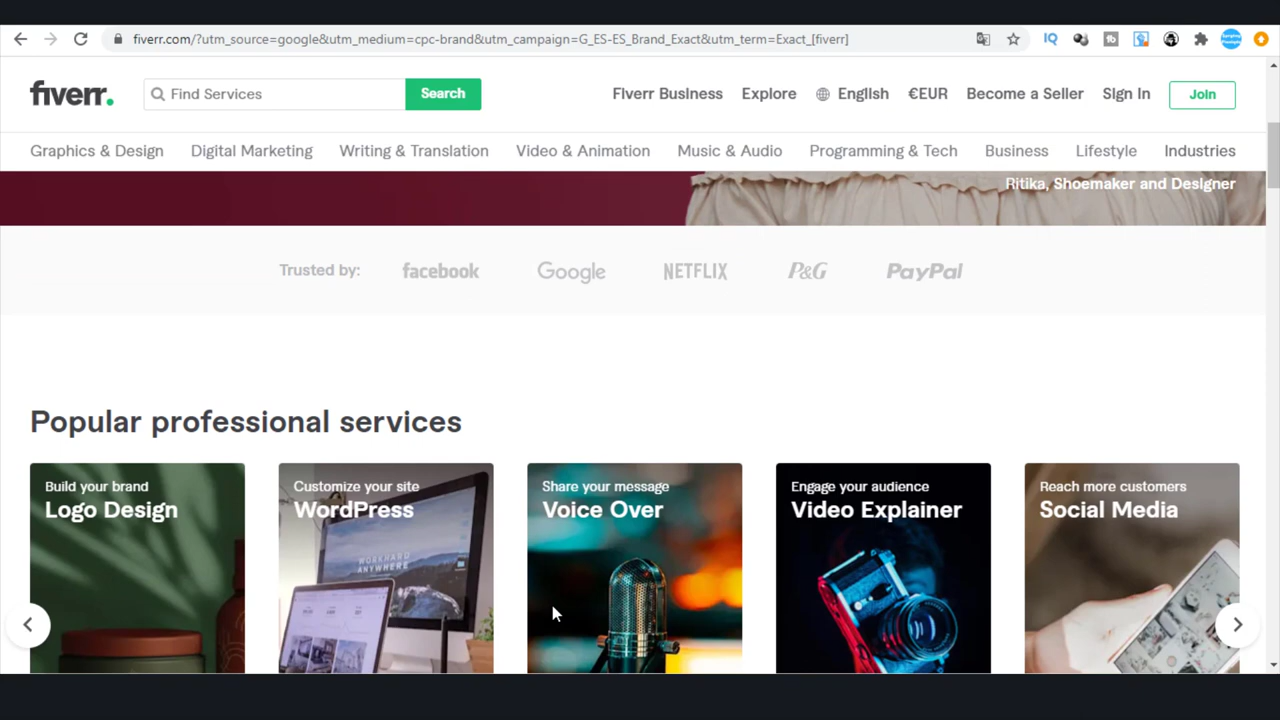 fiverr.com/?utm_source=google&utm_medium=cpc-brand&utm_campaign=G_ES-ES_Brand_Exact&utm_term=Exact_[fiverr]
fiverr. Find Services Search Fiverr Business Explore English €EUR Become a Seller Sign In Join
Graphics & Design Digital Marketing Writing & Translation Video & Animation Music & Audio Programming & Tech Business Lifestyle Industries
Ritika, Shoemaker and Designer
Trusted by: facebook Google NETFLIX P&G PayPal
Popular professional services
Build your brand
Logo Design
Customize your site
WordPress
WORKHARD
ANYWHERE
Share your message
Voice Over
Engage your audience
Video Explainer
Reach more customers
Social Media